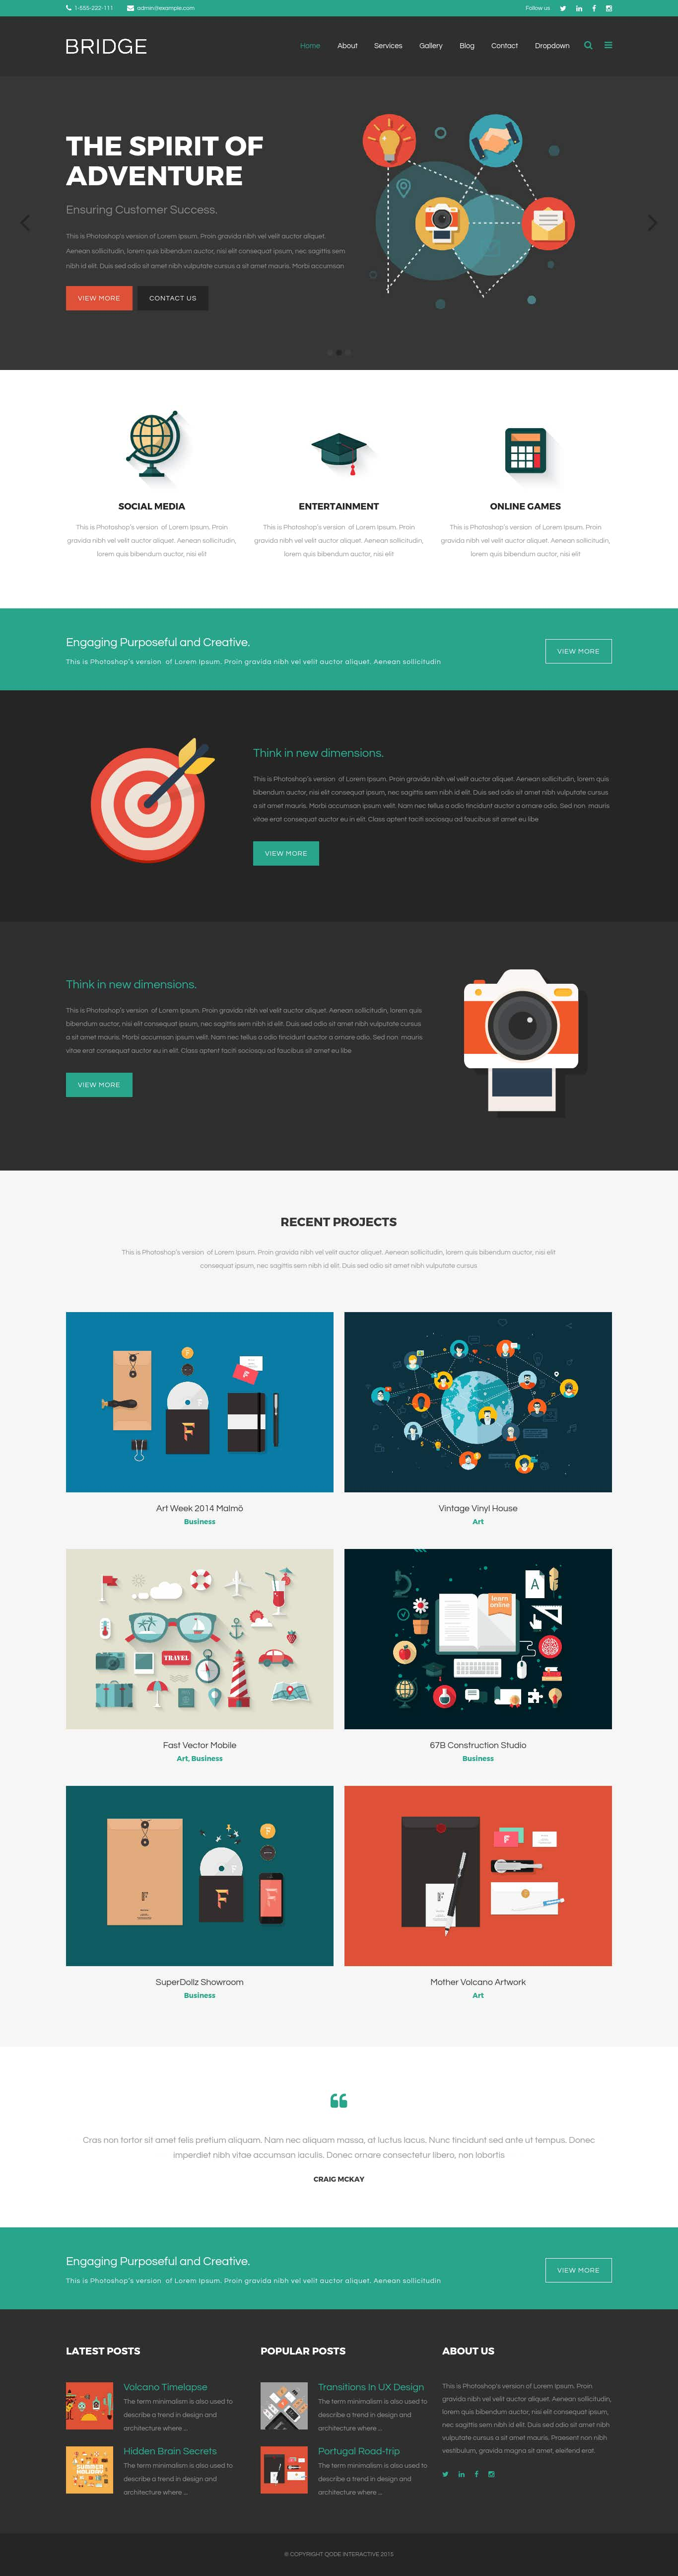 1-555-222-111 admin@example.com Follow us
BRIDGE
Home About Services Gallery Blog Contact Dropdown
THE SPIRIT OF
ADVENTURE
Ensuring Customer Success.
This is Photoshop's version of Lorem Ipsum. Proin gravida nibh vel velit auctor aliquet.
Aenean sollicitudin, lorem quis bibendum auctor, nisi elit consequat ipsum, nec sagittis sem
nibh id elit. Duis sed odio sit amet nibh vulputate cursus a sit amet mauris. Morbi accumsan
VIEW MORE CONTACT US
SOCIAL MEDIA
This is Photoshop's version of Lorem Ipsum. Proin
gravida nibh vel velit auctor aliquet. Aenean sollicitudin,
lorem quis bibendum auctor, nisi elit
ENTERTAINMENT
This is Photoshop's version of Lorem Ipsum. Proin
gravida nibh vel velit auctor aliquet. Aenean sollicitudin,
lorem quis bibendum auctor, nisi elit
ONLINE GAMES
This is Photoshop's version of Lorem Ipsum. Proin
gravida nibh vel velit auctor aliquet. Aenean sollicitudin,
lorem quis bibendum auctor, nisi elit
Engaging Purposeful and Creative.
This is Photoshop's version of Lorem Ipsum. Proin gravida nibh vel velit auctor aliquet. Aenean sollicitudin
VIEW MORE
Think in new dimensions.
This is Photoshop's version of Lorem Ipsum. Proin gravida nibh vel velit auctor aliquet. Aenean sollicitudin, lorem quis
bibendum auctor, nisi elit consequat ipsum, nec sagittis sem nibh id elit. Duis sed odio sit amet nibh vulputate cursus
a sit amet mauris. Morbi accumsan ipsum velit. Nam nec tellus a odio tincidunt auctor a ornare odio. Sed non mauris
vitae erat consequat auctor eu in elit. Class aptent taciti sociosqu ad faucibus sit amet eu libe
VIEW MORE
Think in new dimensions.
This is Photoshop's version of Lorem Ipsum. Proin gravida nibh vel velit auctor aliquet. Aenean sollicitudin, lorem quis
bibendum auctor, nisi elit consequat ipsum, nec sagittis sem nibh id elit. Duis sed odio sit amet nibh vulputate cursus
a sit amet mauris. Morbi accumsan ipsum velit. Nam nec tellus a odio tincidunt auctor a ornare odio. Sed non mauris
vitae erat consequat auctor eu in elit. Class aptent taciti sociosqu ad faucibus sit amet eu libe
VIEW MORE
RECENT PROJECTS
This is Photoshop's version of Lorem Ipsum. Proin gravida nibh vel velit auctor aliquet. Aenean sollicitudin, lorem quis bibendum auctor, nisi elit
consequat ipsum, nec sagittis sem nibh id elit. Duis sed odio sit amet nibh vulputate cursus
F
Art Week 2014 Malmö
Business
Vintage Vinyl House
Art
TRAVEL
Fast Vector Mobile
Art, Business
A
learn
online
67B Construction Studio
Business
F
SuperDollz Showroom
Business
F
Mother Volcano Artwork
Art
Cras non tortor sit amet felis pretium aliquam. Nam nec aliquam massa, at luctus lacus. Nunc tincidunt sed ante ut tempus. Donec
imperdiet nibh vitae accumsan iaculis. Donec ornare consectetur libero, non lobortis
CRAIG MCKAY
Engaging Purposeful and Creative.
This is Photoshop's version of Lorem Ipsum. Proin gravida nibh vel velit auctor aliquet. Aenean sollicitudin
VIEW MORE
LATEST POSTS
Volcano Timelapse
The term minimalism is also used to
describe a trend in design and
architecture where ...
SUMMER
HOLIDAY
Hidden Brain Secrets
The term minimalism is also used to
describe a trend in design and
architecture where ...
POPULAR POSTS
Transitions In UX Design
The term minimalism is also used to
describe a trend in design and
architecture where ...
Portugal Road-trip
The term minimalism is also used to
describe a trend in design and
architecture where ...
ABOUT US
This is Photoshop's version of Lorem Ipsum. Proin
gravida nibh vel velit auctor aliquet. Aenean sollicitudin,
lorem quis bibendum auctor, nisi elit consequat ipsum,
nec sagittis sem nibh id elit. Duis sed odio sit amet nibh
vulputate cursus a sit amet mauris. Praesent non nibh
vestibulum, gravida magna sit amet, eleifend erat.
© COPYRIGHT QODE INTERACTIVE 2015